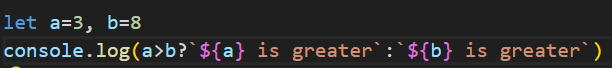 let a=3, b=8
console.log(a>b?`${a} is greater`:`${b} is greater`)